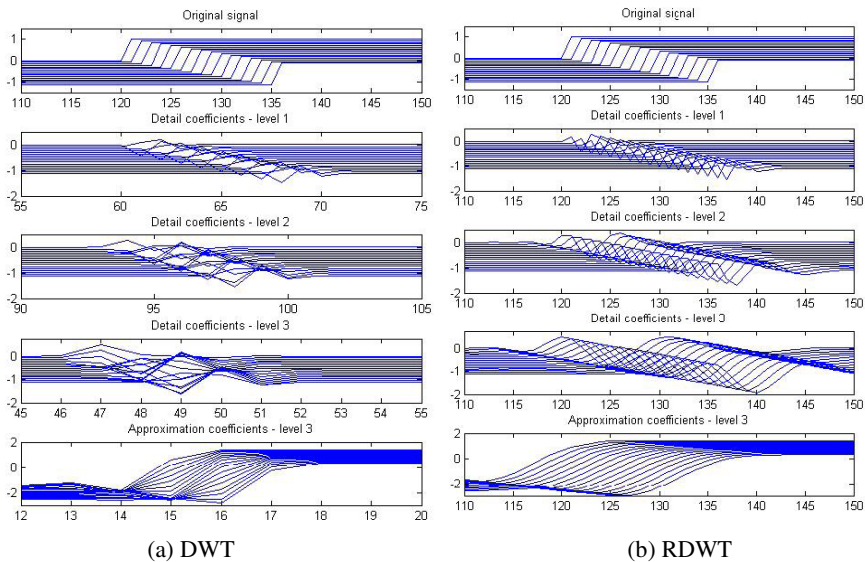 Original signal
1
0
-1
110 115 120 125 130 135 140 145 150
Detail coefficients - level 1
0
-1
-2
55 60 65 70 75
Detail coefficients - level 2
0
-1
-2
90 95 100 105
Detail coefficients - level 3
0
-1
-2
45 46 47 48 49 50 51 52 53 54 55
Approximation coefficients - level 3
2
0
-2
12 13 14 15 16 17 18 19 20
(a) DWT
Original signal
1
0
-1
110 115 120 125 130 135 140 145 150
Detail coefficients - level 1
0
-1
-2
110 115 120 125 130 135 140 145 150
Detail coefficients - level 2
0
-1
-2
110 115 120 125 130 135 140 145 150
Detail coefficients - level 3
0
-1
-2
110 115 120 125 130 135 140 145 150
Approximation coefficients - level 3
2
0
-2
110 115 120 125 130 135 140 145 150
(b) RDWT